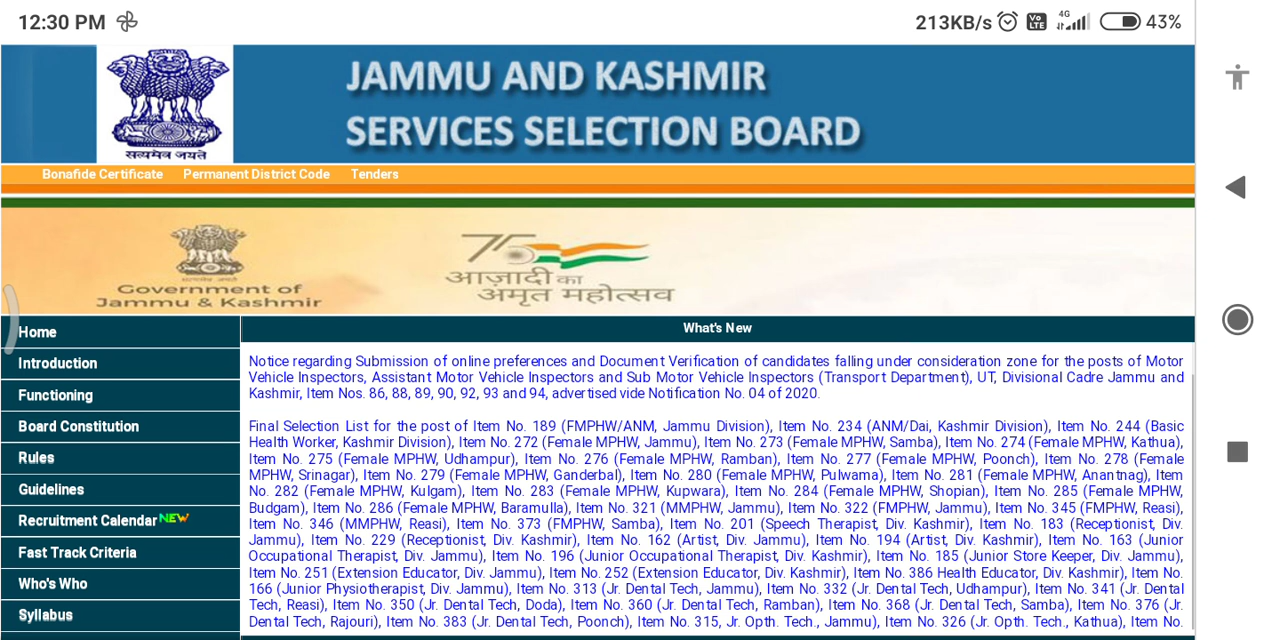 12:30 PM
213KB/s
Vo
LTE
4G
43%
सत्यमेव जयते
JAMMU AND KASHMIR
SERVICES SELECTION BOARD
Bonafide Certificate Permanent District Code Tenders
Government of
Jammu & Kashmir
75
आज़ादी का
अमृत महोत्सव
Home
Introduction
Functioning
Board Constitution
Rules
Guidelines
Recruitment Calendar NEW
Fast Track Criteria
Who's Who
Syllabus
What's New
Notice regarding Submission of online preferences and Document Verification of candidates falling under consideration zone for the posts of Motor
Vehicle Inspectors, Assistant Motor Vehicle Inspectors and Sub Motor Vehicle Inspectors (Transport Department), UT, Divisional Cadre Jammu and
Kashmir, Item Nos. 86, 88, 89, 90, 92, 93 and 94, advertised vide Notification No. 04 of 2020.
Final Selection List for the post of Item No. 189 (FMPHW/ANM, Jammu Division), Item No. 234 (ANM/Dai, Kashmir Division), Item No. 244 (Basic
Health Worker, Kashmir Division), Item No. 272 (Female MPHW, Jammu), Item No. 273 (Female MPHW, Samba), Item No. 274 (Female MPHW, Kathua),
Item No. 275 (Female MPHW, Udhampur), Item No. 276 (Female MPHW, Ramban), Item No. 277 (Female MPHW, Poonch), Item No. 278 (Female
MPHW, Srinagar), Item No. 279 (Female MPHW, Ganderbal), Item No. 280 (Female MPHW, Pulwama), Item No. 281 (Female MPHW, Anantnag), Item
No. 282 (Female MPHW, Kulgam), Item No. 283 (Female MPHW, Kupwara), Item No. 284 (Female MPHW, Shopian), Item No. 285 (Female MPHW,
Budgam), Item No. 286 (Female MPHW, Baramulla), Item No. 321 (MMPHW, Jammu), Item No. 322 (FMPHW, Jammu), Item No. 345 (FMPHW, Reasi),
Item No. 346 (MMPHW, Reasi), Item No. 373 (FMPHW, Samba), Item No. 201 (Speech Therapist, Div. Kashmir), Item No. 183 (Receptionist, Div.
Jammu), Item No. 229 (Receptionist, Div. Kashmir), Item No. 162 (Artist, Div. Jammu), Item No. 194 (Artist, Div. Kashmir), Item No. 163 (Junior
Occupational Therapist, Div. Jammu), Item No. 196 (Junior Occupational Therapist, Div. Kashmir), Item No. 185 (Junior Store Keeper, Div. Jammu),
Item No. 251 (Extension Educator, Div. Jammu), Item No. 252 (Extension Educator, Div. Kashmir), Item No. 386 Health Educator, Div. Kashmir), Item No.
166 (Junior Physiotherapist, Div. Jammu), Item No. 313 (Jr. Dental Tech, Jammu), Item No. 332 (Jr. Dental Tech, Udhampur), Item No. 341 (Jr. Dental
Tech, Reasi), Item No. 350 (Jr. Dental Tech, Doda), Item No. 360 (Jr. Dental Tech, Ramban), Item No. 368 (Jr. Dental Tech, Samba), Item No. 376 (Jr.
Dental Tech, Rajouri), Item No. 383 (Jr. Dental Tech, Poonch), Item No. 315, Jr. Opth. Tech., Jammu), Item No. 326 (Jr. Opth. Tech., Kathua), Item No.